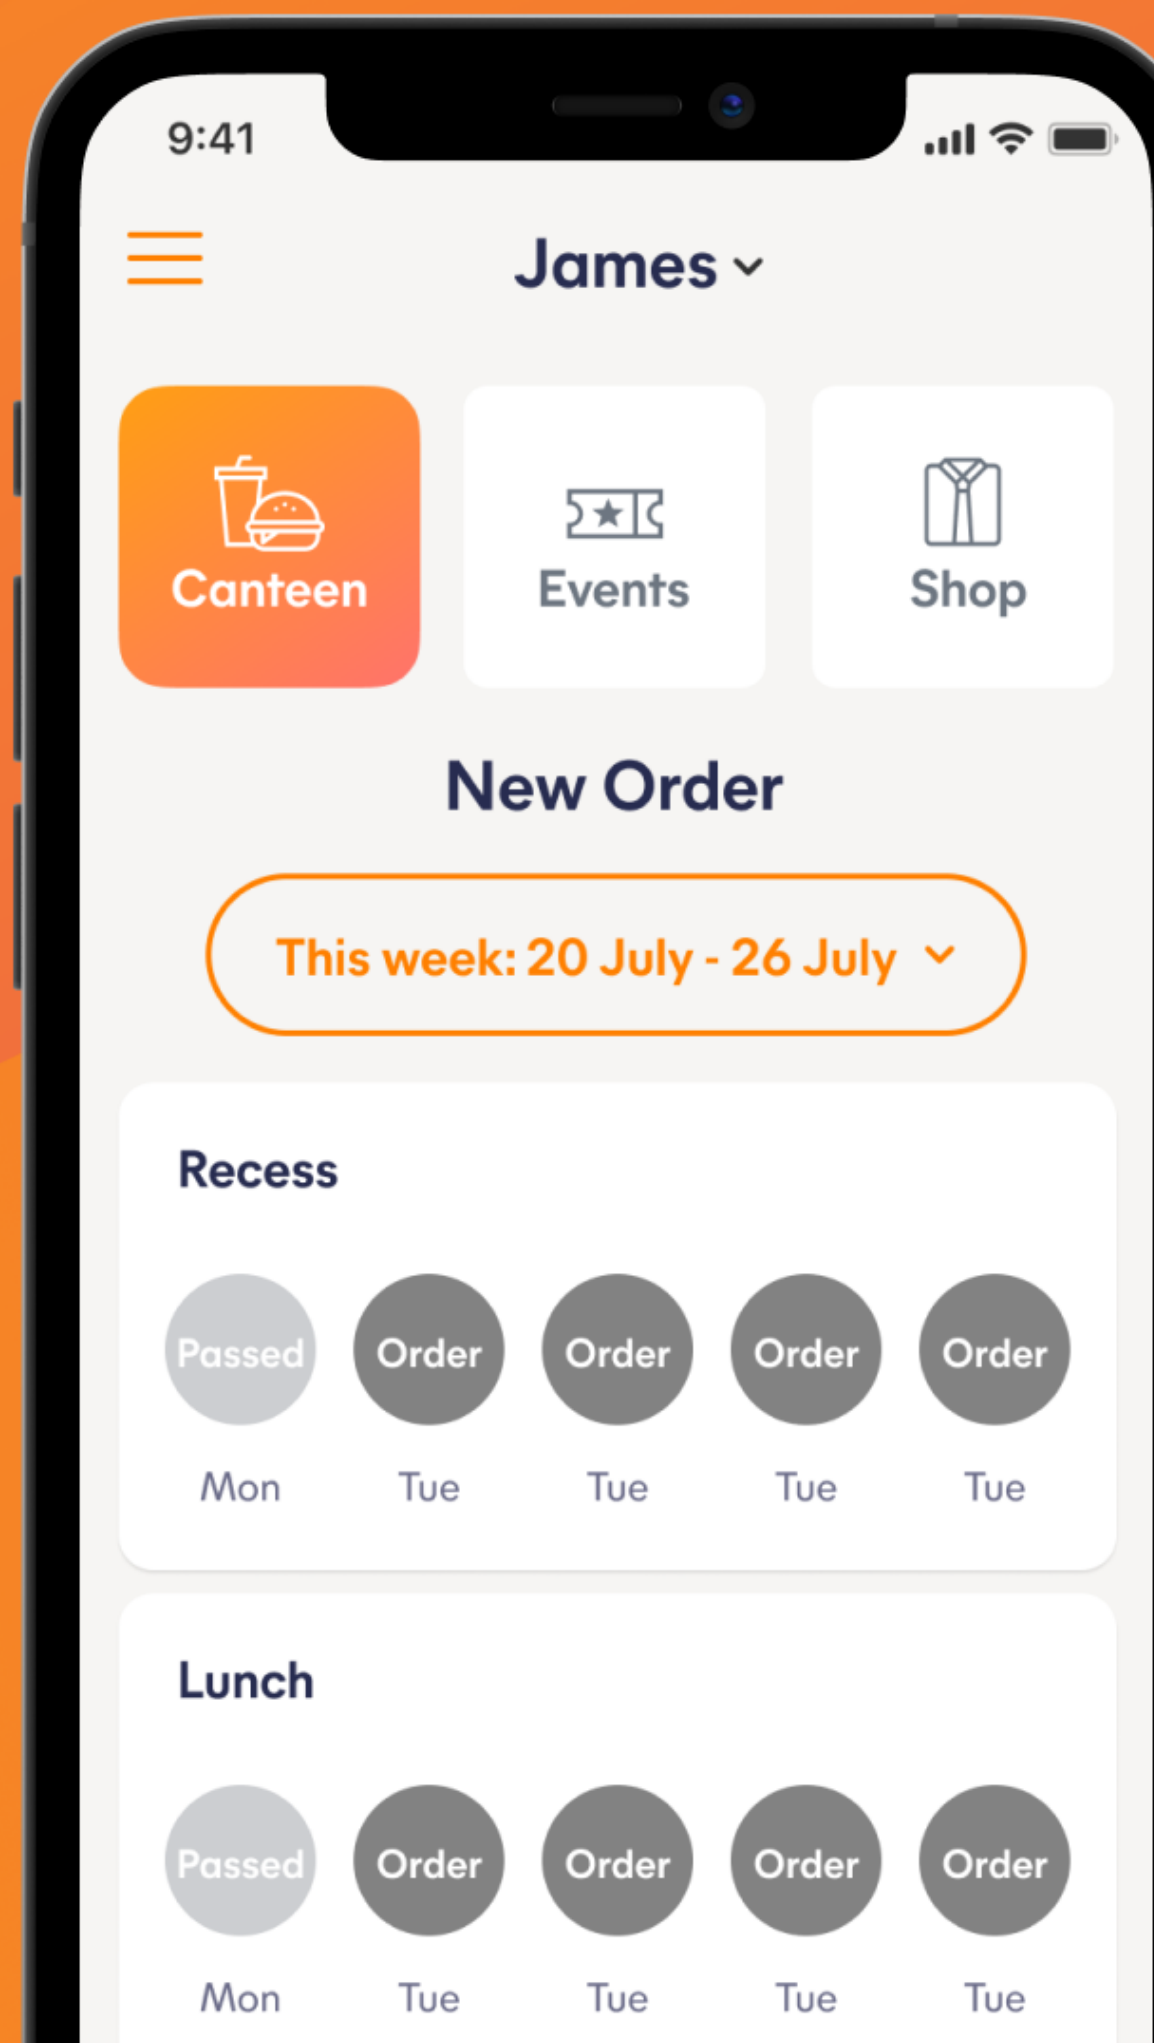 9:41
James
Canteen Events Shop
New Order
This week: 20 July - 26 July
Recess
Passed Order Order Order Order
Mon Tue Tue Tue Tue
Lunch
Passed Order Order Order Order
Mon Tue Tue Tue Tue